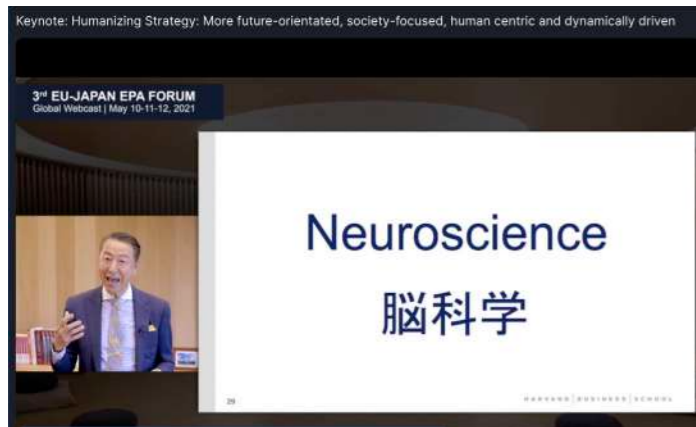 Keynote: Humanizing Strategy: More future-orientated, society-focused, human centric and dynamically driven
3rd EU-JAPAN EPA FORUM
Global Webcast | May 10-11-12, 2021
Neuroscience
脳科学
29
HARVARD | BUSINESS | SCHOOL